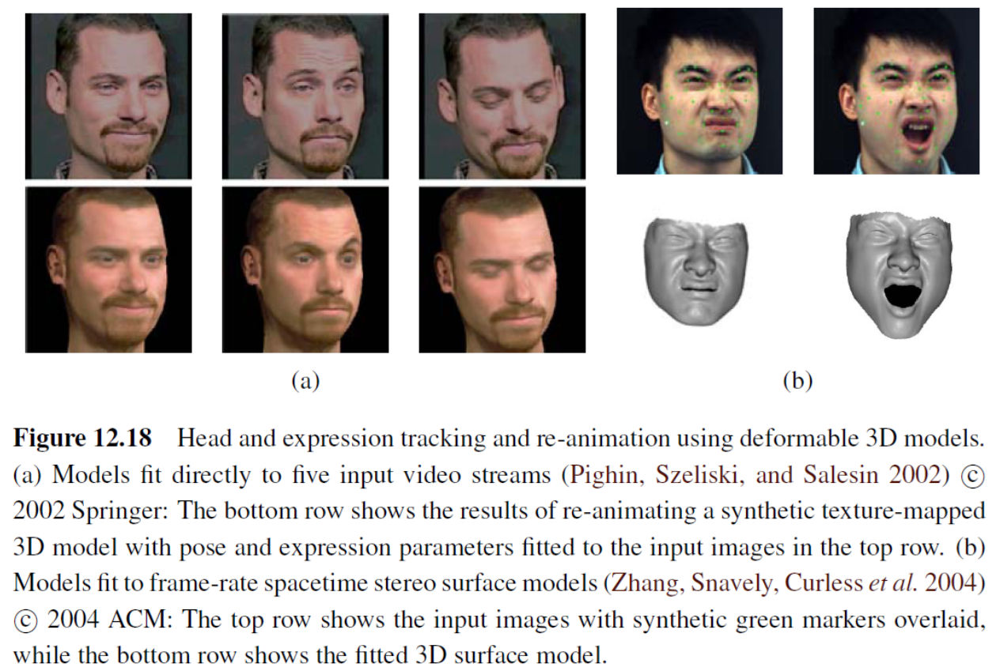 (a)
(b)
Figure 12.18 Head and expression tracking and re-animation using deformable 3D models.
(a) Models fit directly to five input video streams (Pighin, Szeliski, and Salesin 2002) ©
2002 Springer: The bottom row shows the results of re-animating a synthetic texture-mapped
3D model with pose and expression parameters fitted to the input images in the top row. (b)
Models fit to frame-rate spacetime stereo surface models (Zhang, Snavely, Curless et al. 2004)
© 2004 ACM: The top row shows the input images with synthetic green markers overlaid,
while the bottom row shows the fitted 3D surface model.